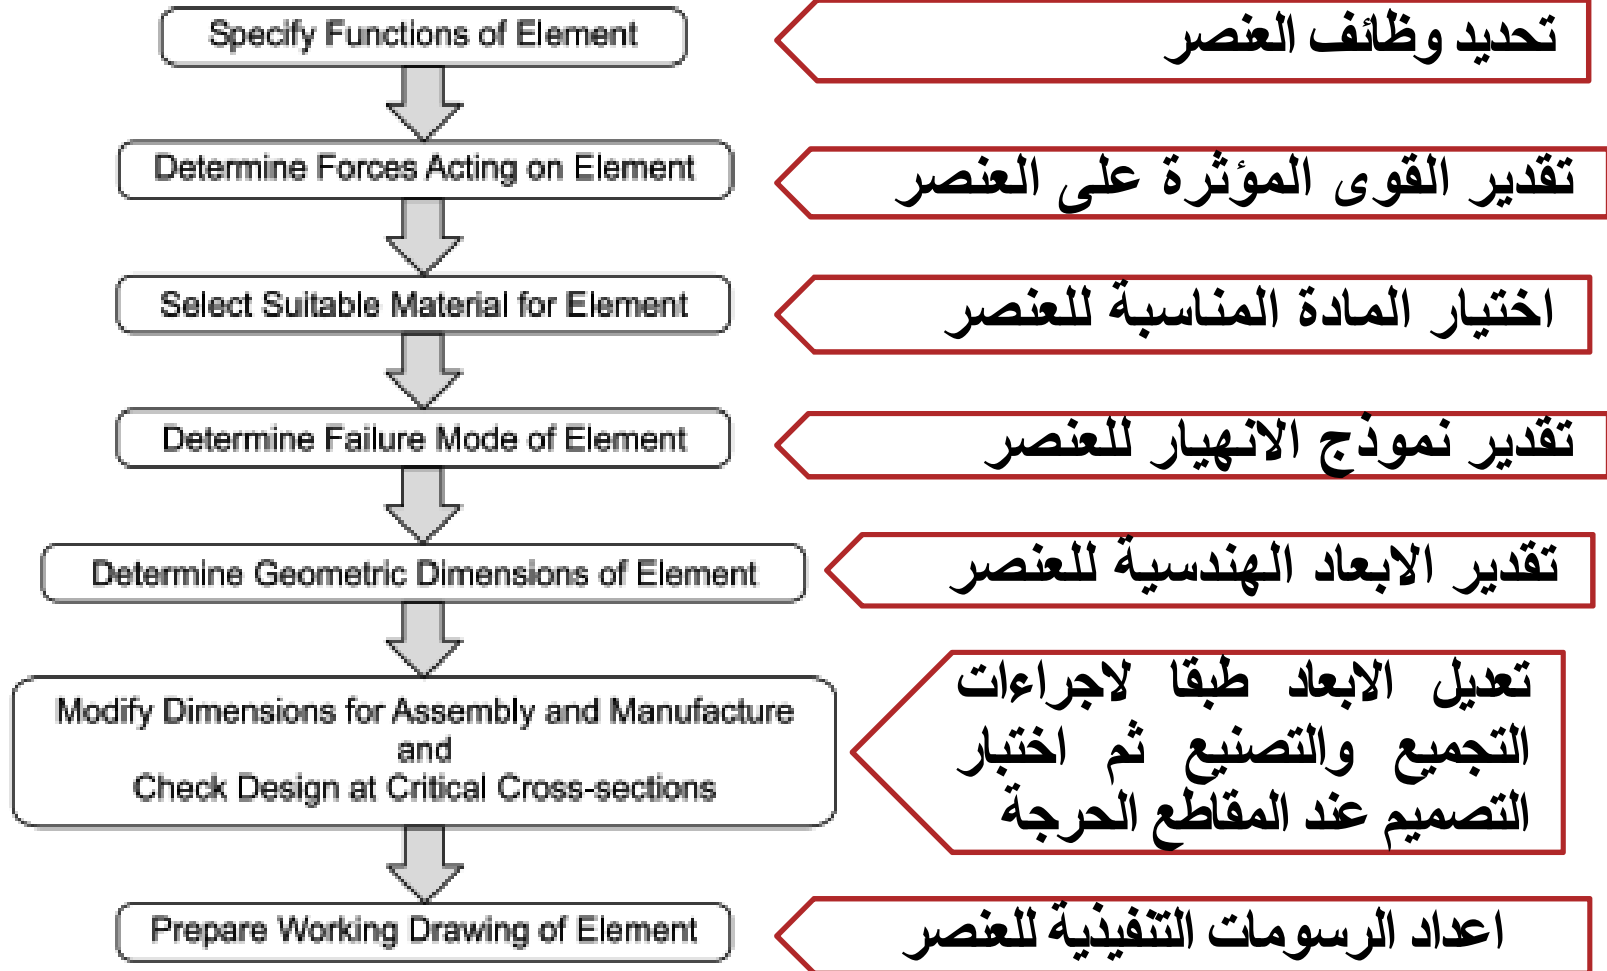 Specify Functions of Element
تحديد وظائف العنصر
Determine Forces Acting on Element
تقدير القوى المؤثرة على العنصر
Select Suitable Material for Element
اختيار المادة المناسبة للعنصر
Determine Failure Mode of Element
تقدير نموذج الانهيار للعنصر
Determine Geometric Dimensions of Element
تقدير الابعاد الهندسية للعنصر
Modify Dimensions for Assembly and Manufacture
and
Check Design at Critical Cross-sections
تعديل الابعاد طبقا لاجراءات
التجميع والتصنيع ثم اختبار
التصميم عند المقاطع الحرجة
Prepare Working Drawing of Element
اعداد الرسومات التنفيذية للعنصر